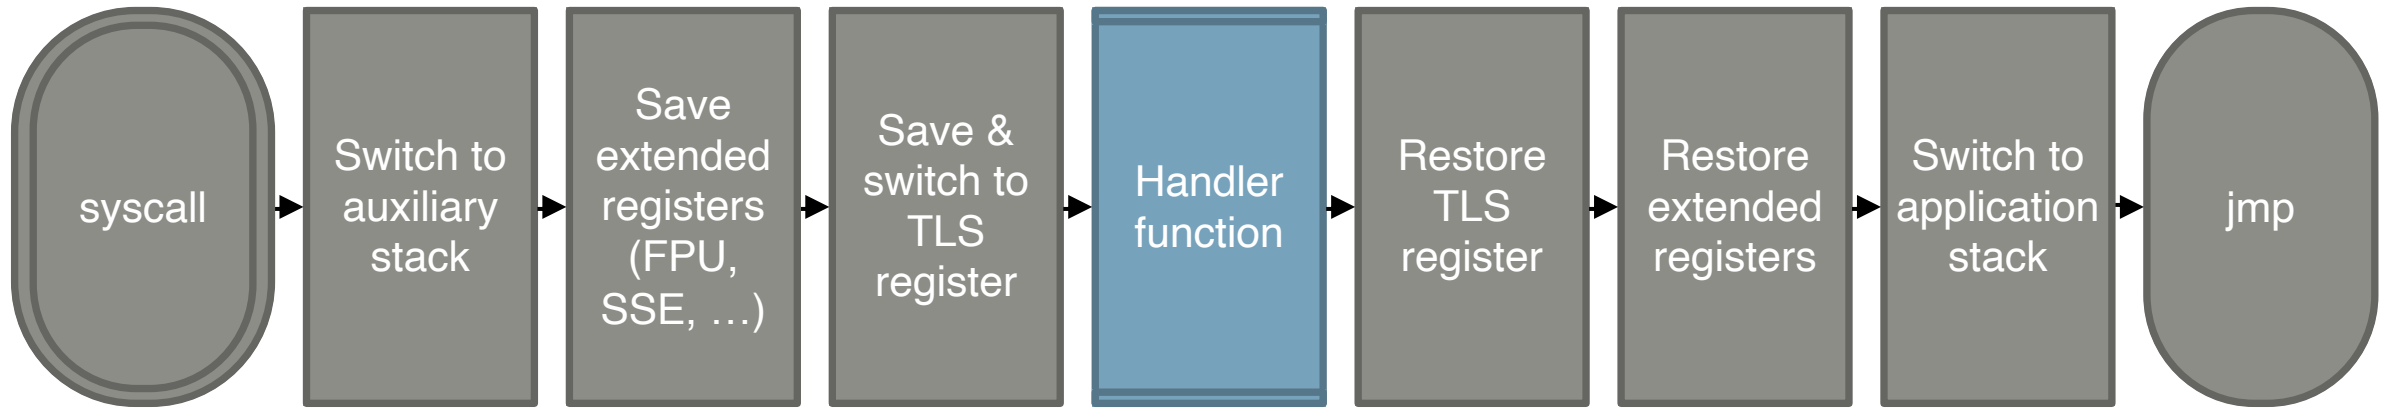 syscall
Switch to
auxiliary
stack
Save
extended
registers
(FPU,
SSE, …)
Save &
switch to
TLS
register
Handler
function
Restore
TLS
register
Restore
extended
registers
Switch to
application
stack
jmp